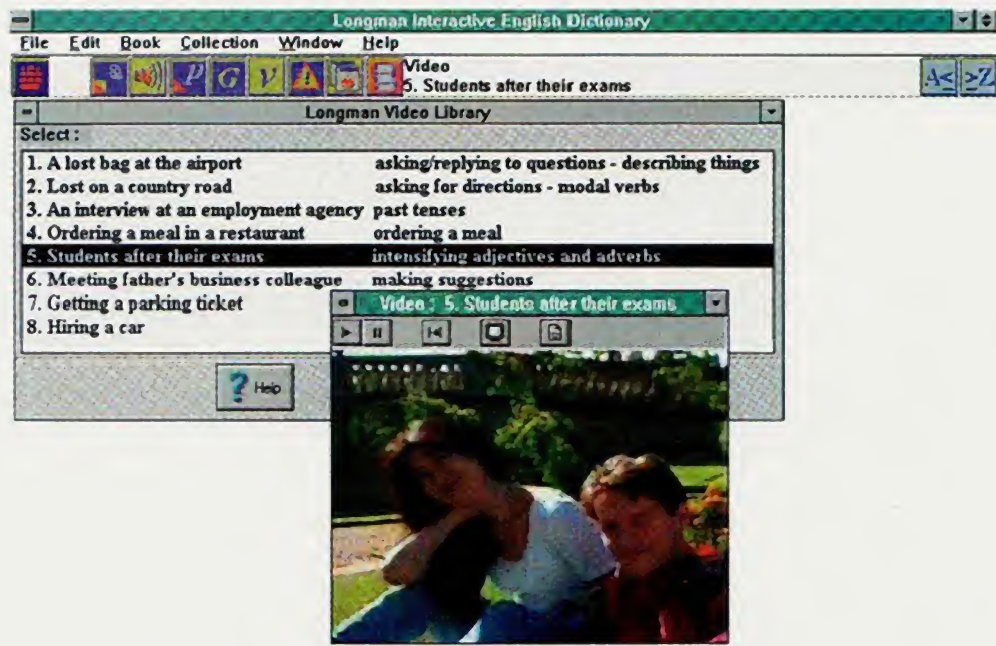 Longman Interactive English Dictionary
File Edit Book Collection Window Help
P G V Video A≤ ≥Z
5. Students after their exams
Longman Video Library
Select :
1. A lost bag at the airport asking/replying to questions - describing things
2. Lost on a country road asking for directions - modal verbs
3. An interview at an employment agency past tenses
4. Ordering a meal in a restaurant ordering a meal
5. Students after their exams intensifying adjectives and adverbs
6. Meeting father's business colleague making suggestions
7. Getting a parking ticket
8. Hiring a car
Video : 5. Students after their exams
? Help